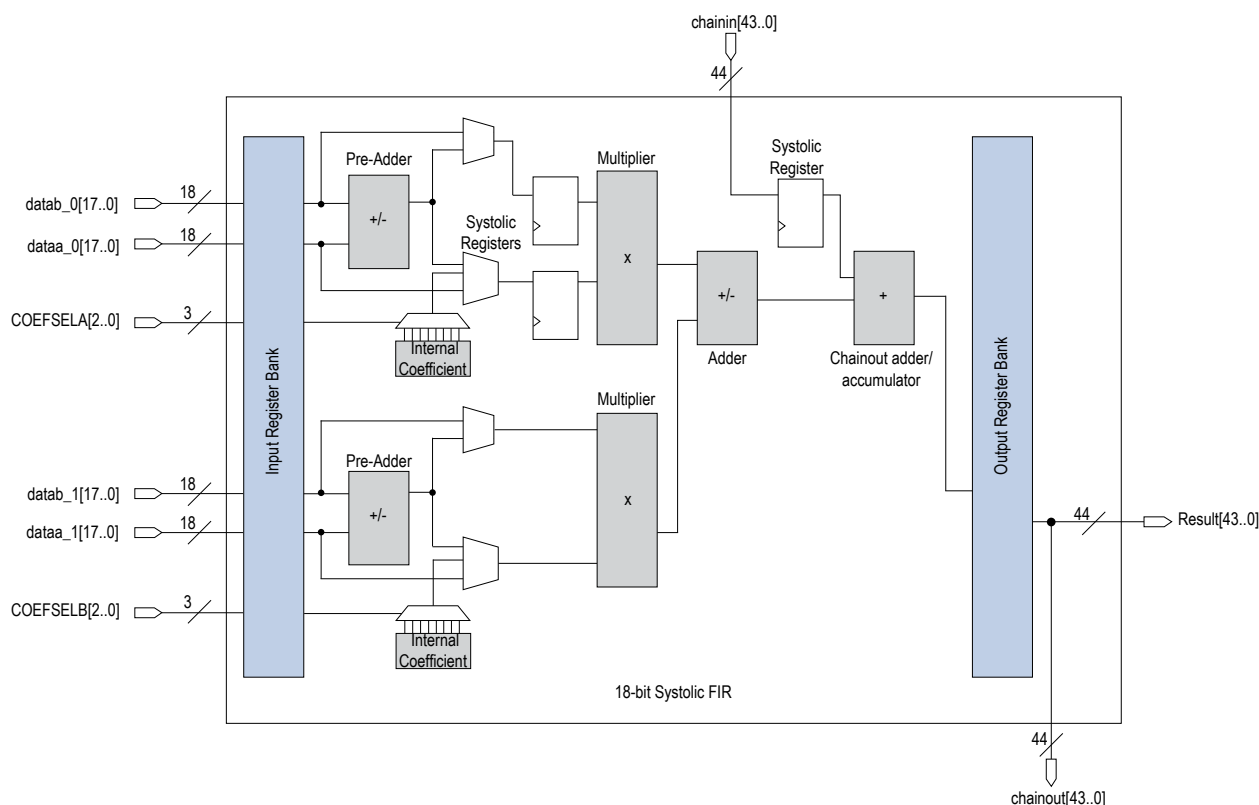 chainin[43..0]
44
Pre-Adder
Multiplier
Systolic
Register
datab_0[17..0]
18
+/-
dataa_0[17..0]
18
Systolic
Registers
x
+/-
+
COEFSELA[2..0]
3
Internal
Coefficient
Adder
Chainout adder/
accumulator
Input Register Bank
Output Register Bank
Multiplier
Pre-Adder
datab_1[17..0]
18
+/-
x
dataa_1[17..0]
18
44
Result[43..0]
COEFSELB[2..0]
3
Internal
Coefficient
18-bit Systolic FIR
44
chainout[43..0]